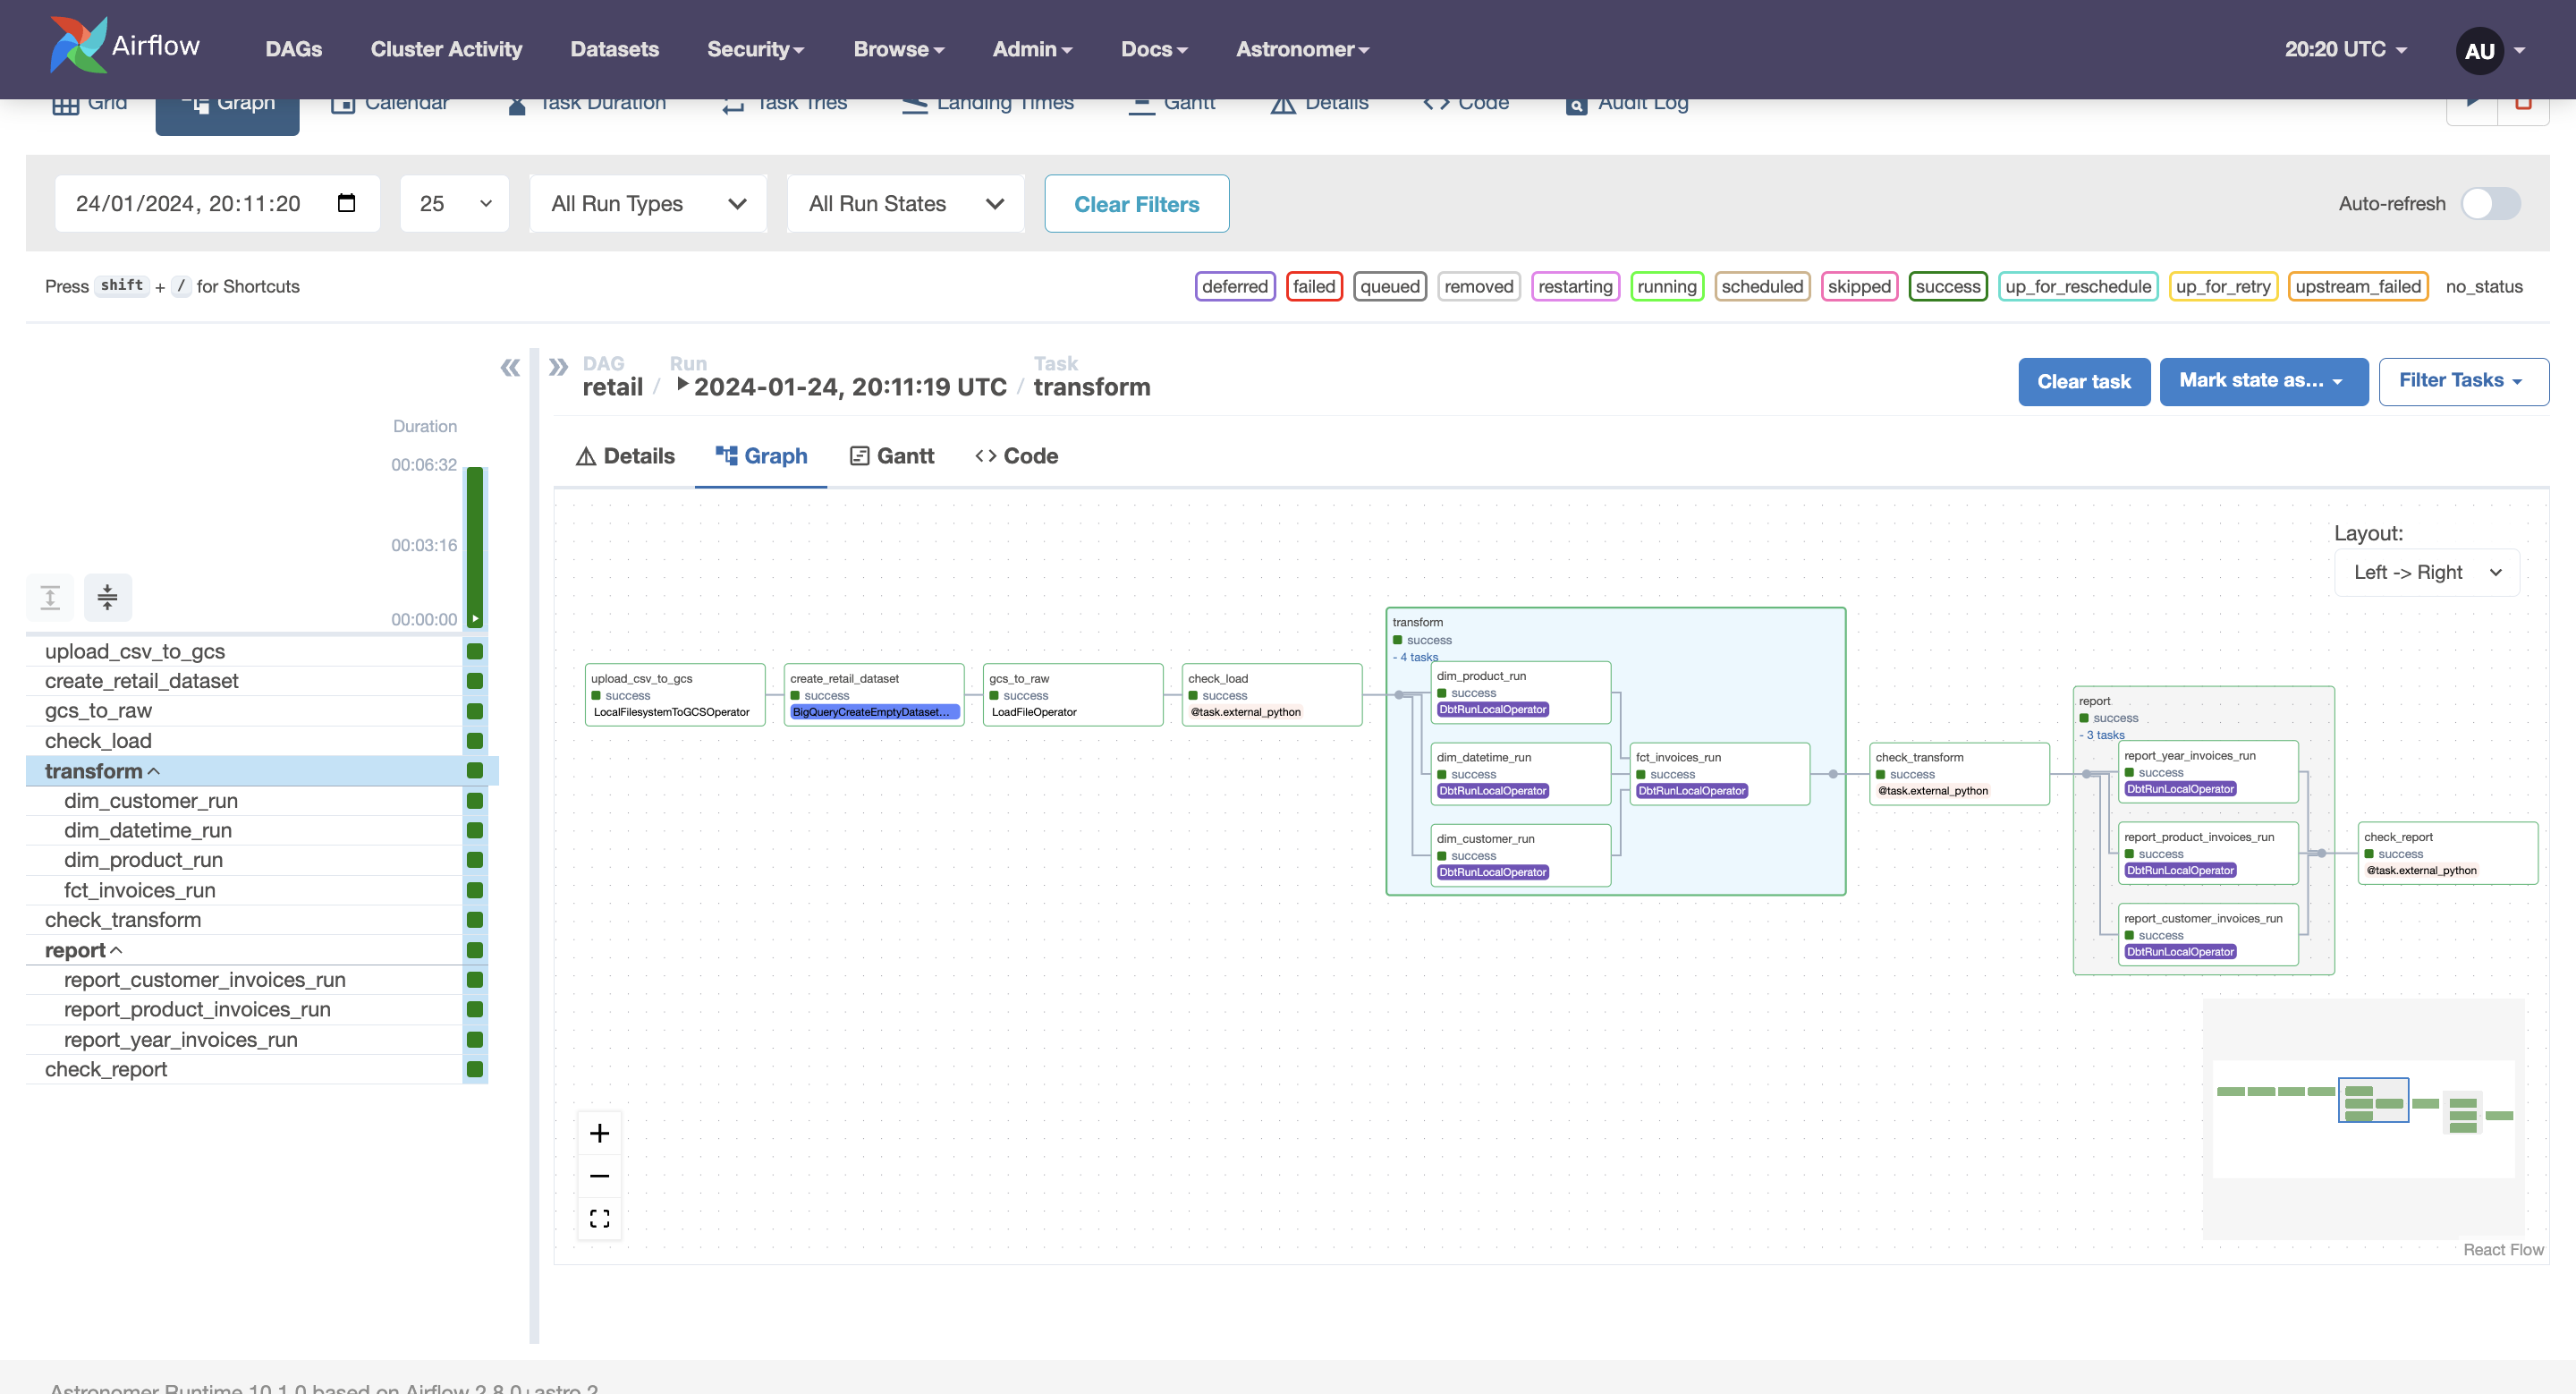 Airflow DAGs Cluster Activity Datasets Security Browse Admin Docs Astronomer 20:20 UTC AU
Grid Graph Calendar Task Duration Task Tries Landing Times Gantt Details Code Audit Log
24/01/2024, 20:11:20 25 All Run Types All Run States Clear Filters Auto-refresh
Press shift + / for Shortcuts
deferred failed queued removed restarting running scheduled skipped success up_for_reschedule up_for_retry upstream_failed no_status
Duration
00:06:32
00:03:16
00:00:00
upload_csv_to_gcs
create_retail_dataset
gcs_to_raw
check_load
transform
dim_customer_run
dim_datetime_run
dim_product_run
fct_invoices_run
check_transform
report
report_customer_invoices_run
report_product_invoices_run
report_year_invoices_run
check_report
DAG Run Task
retail / 2024-01-24, 20:11:19 UTC / transform
Clear task Mark state as... Filter Tasks
Details Graph Gantt Code
Layout:
Left -> Right
upload_csv_to_gcs
success
LocalFilesystemToGCSOperator
create_retail_dataset
success
BigQueryCreateEmptyDataset...
gcs_to_raw
success
LoadFileOperator
check_load
success
@task.external_python
transform
success
- 4 tasks
dim_product_run
success
DbtRunLocalOperator
dim_datetime_run
success
DbtRunLocalOperator
dim_customer_run
success
DbtRunLocalOperator
fct_invoices_run
success
DbtRunLocalOperator
check_transform
success
@task.external_python
report
success
- 3 tasks
report_year_invoices_run
success
DbtRunLocalOperator
report_product_invoices_run
success
DbtRunLocalOperator
report_customer_invoices_run
success
DbtRunLocalOperator
check_report
success
@task.external_python
React Flow
Astronomer Runtime 10.1.0 based on Airflow 2.8.0+astro.2